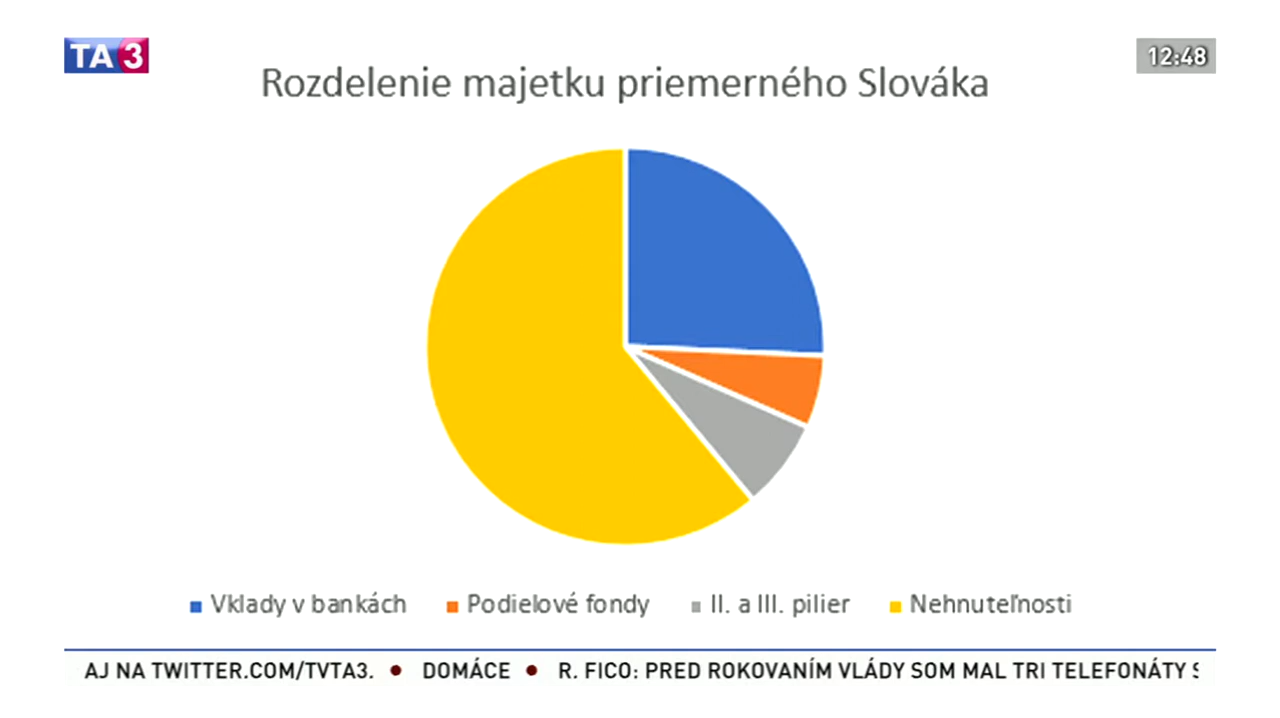 TA3
12:48
Rozdelenie majetku priemerného Slováka
Vklady v bankách
Podielové fondy
II. a III. pilier
Nehnuteľnosti
AJ NA TWITTER.COM/TVTA3. • DOMÁCE • R. FICO: PRED ROKOVANÍM VLÁDY SOM MAL TRI TELEFONÁTY